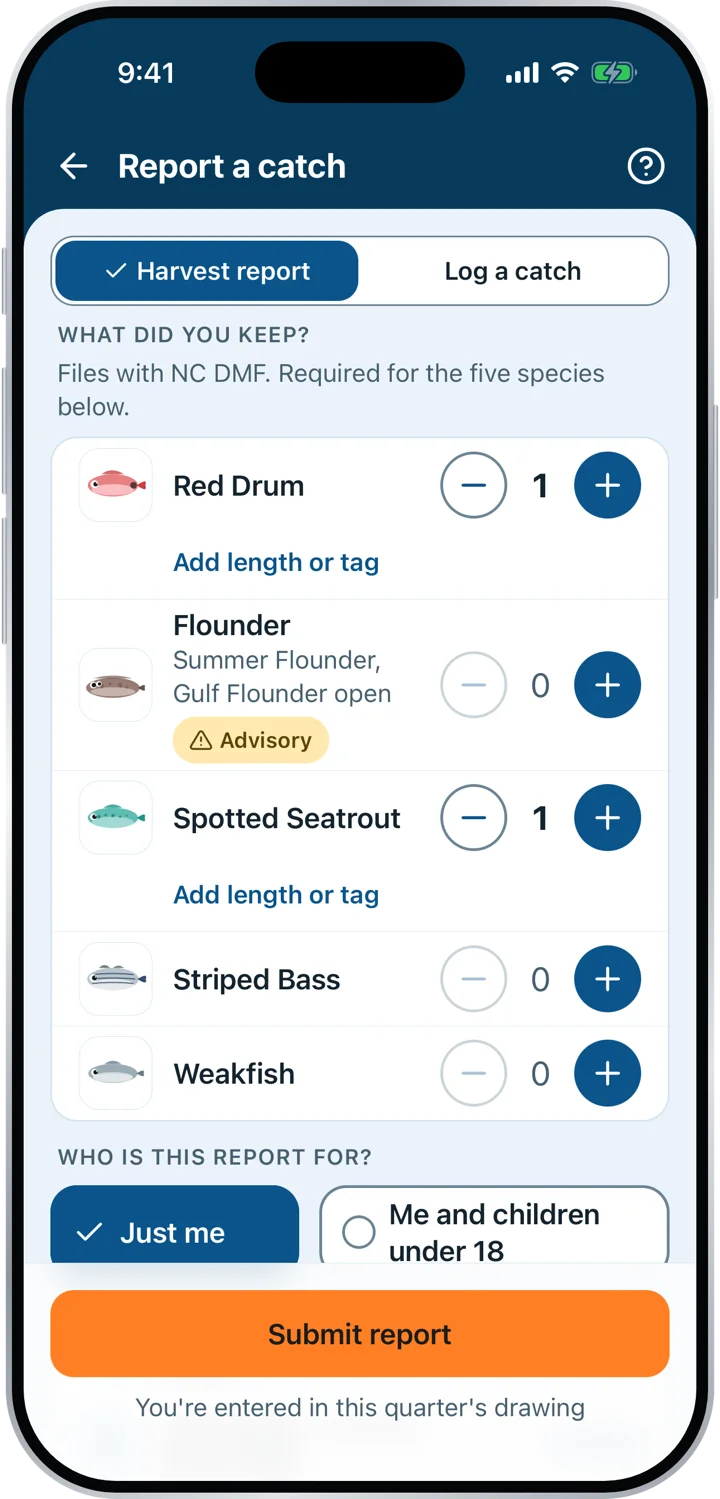 9:41
Report a catch
Harvest report
Log a catch
WHAT DID YOU KEEP?
Files with NC DMF. Required for the five species
below.
Red Drum
1
Add length or tag
Flounder
Summer Flounder,
Gulf Flounder open
0
Advisory
Spotted Seatrout
1
Add length or tag
Striped Bass
0
Weakfish
0
WHO IS THIS REPORT FOR?
Just me
Me and children
under 18
Submit report
You're entered in this quarter's drawing